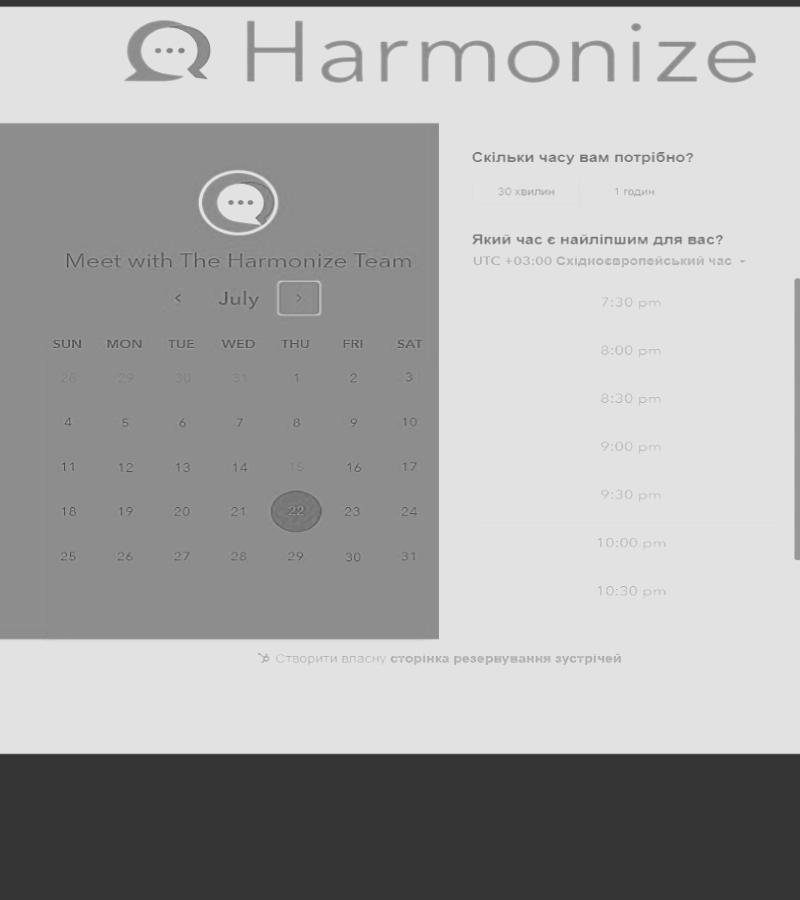 Harmonize
Meet with The Harmonize Team
July
SUN MON TUE WED THU FRI SAT
28 29 30 31 1 2 3
4 5 6 7 8 9 10
11 12 13 14 15 16 17
18 19 20 21 22 23 24
25 26 27 28 29 30 31
Скільки часу вам потрібно?
30 хвилин 1 годин
Який час є найліпшим для вас?
UTC +03:00 Східноєвропейський час
7:30 pm
8:00 pm
8:30 pm
9:00 pm
9:30 pm
10:00 pm
10:30 pm
Створити власну сторінка резервування зустрічей